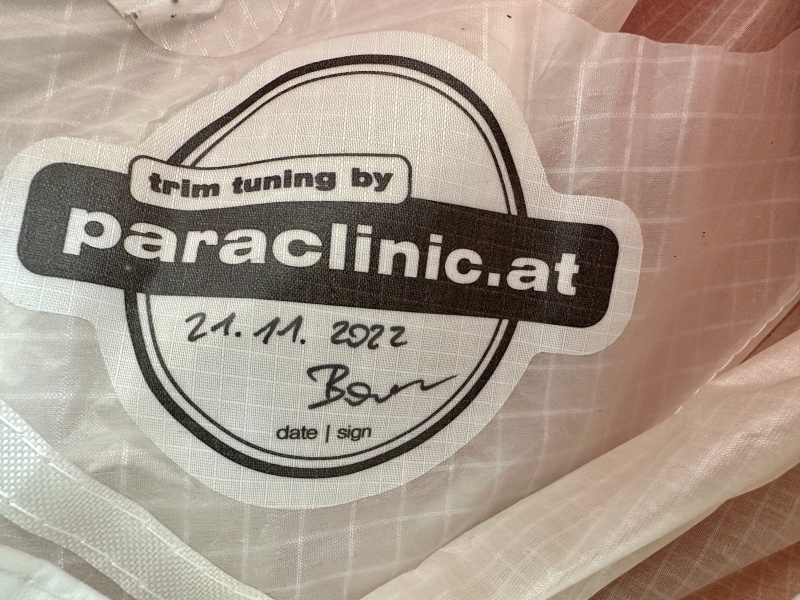 trim tuning by
paraclinic.at
21.11.2022
date | sign